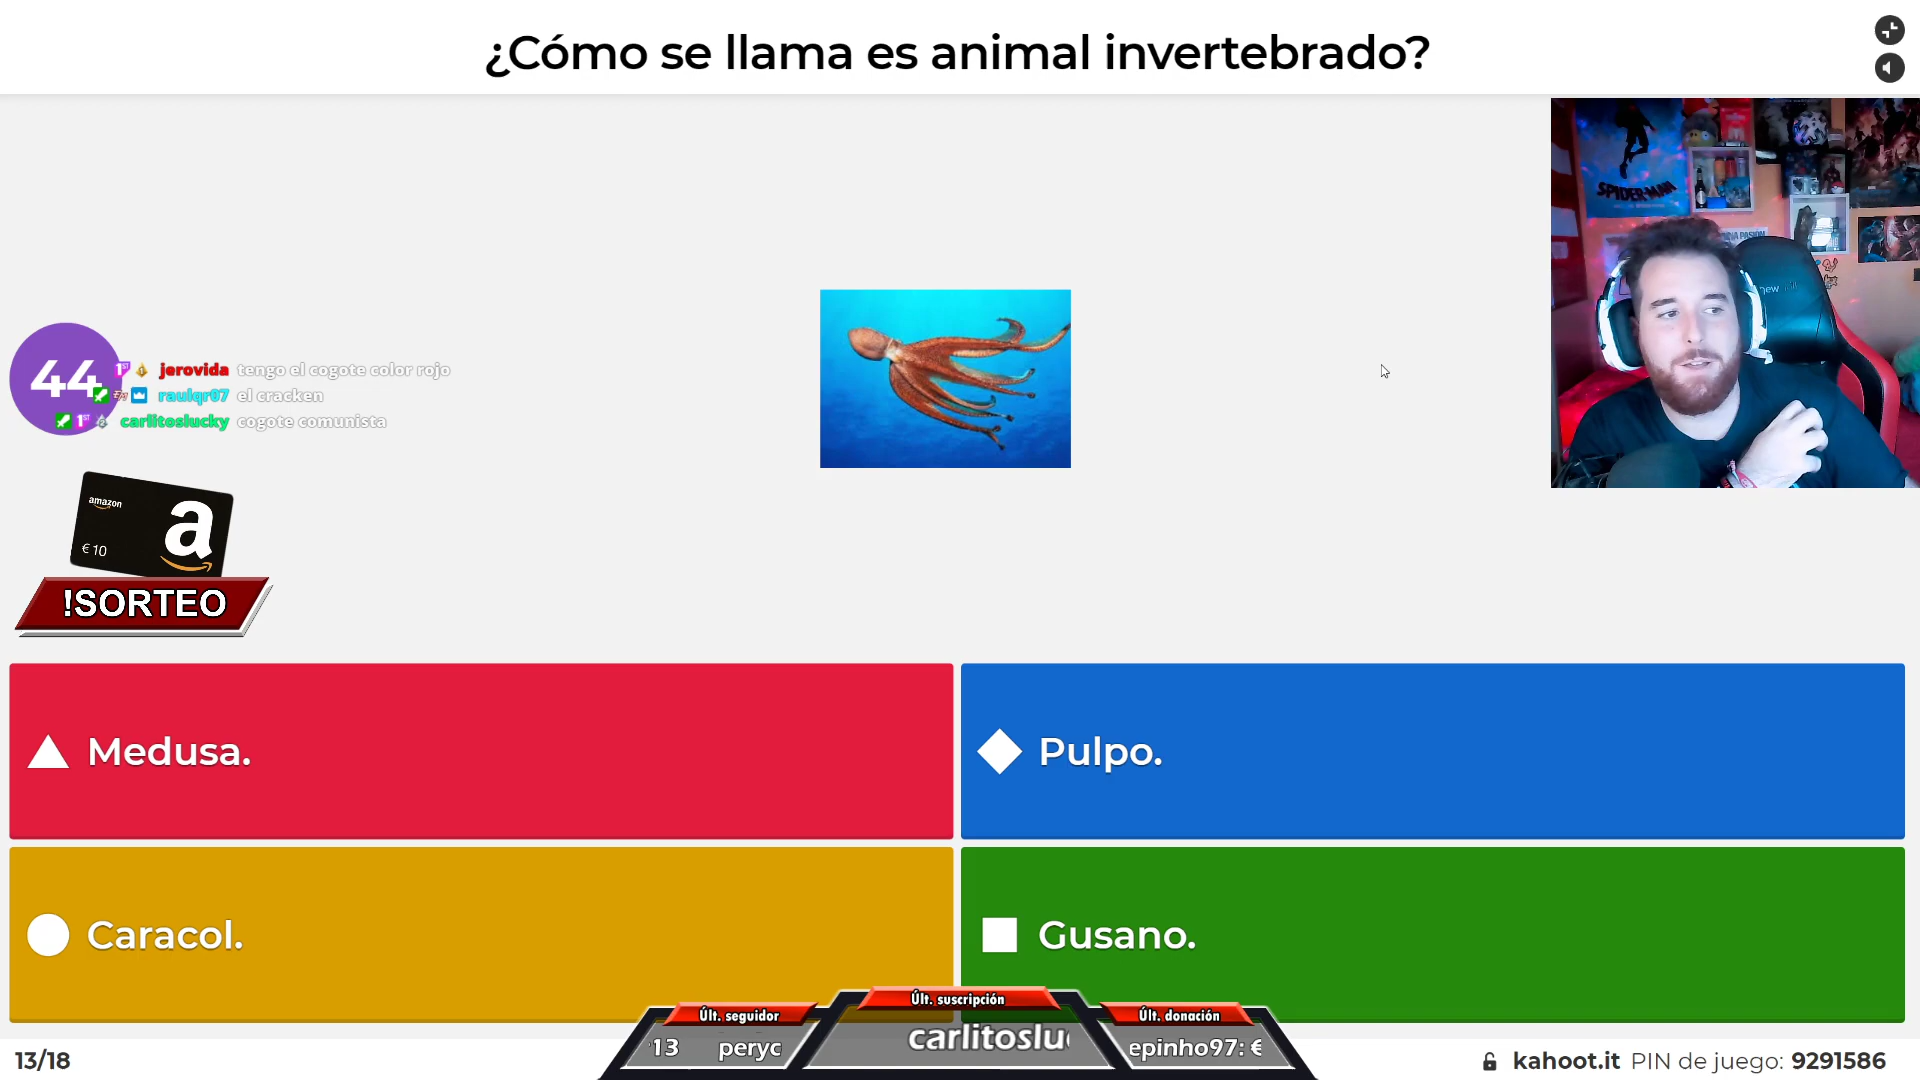 ¿Cómo se llama es animal invertebrado?
SPIDER-MAN
44
jerovida tengo el cogote color rojo
raulqr07 el cracken
carlitoslucky cogote comunista
amazon
a
€10
!SORTEO
Medusa.
Pulpo.
Caracol.
Gusano.
Últ. seguidor
13 peryc
Últ. suscripción
carlitoslu
Últ. donación
epinho97: €
13/18
kahoot.it PIN de juego: 9291586